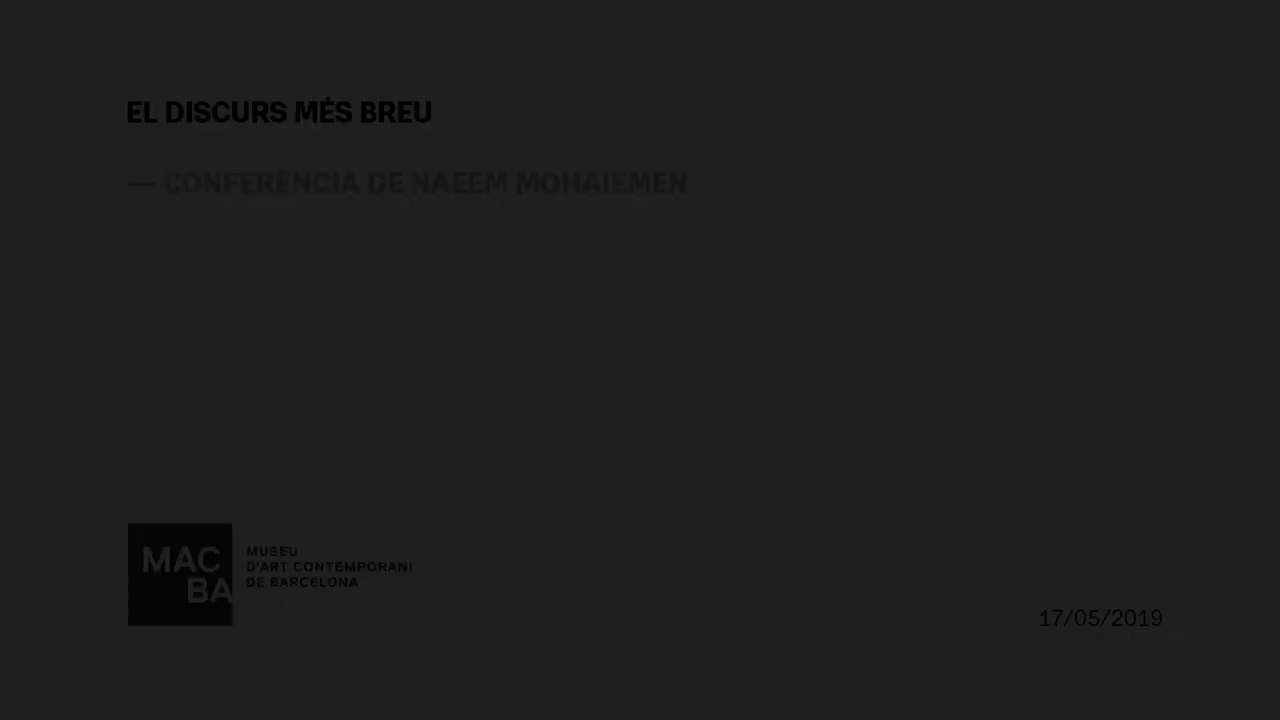 EL DISCURS MÉS BREU
— CONFERÈNCIA DE NAEEM MOHAIEMEN
MAC
BA
MUSEU
D'ART CONTEMPORANI
DE BARCELONA
17/05/2019